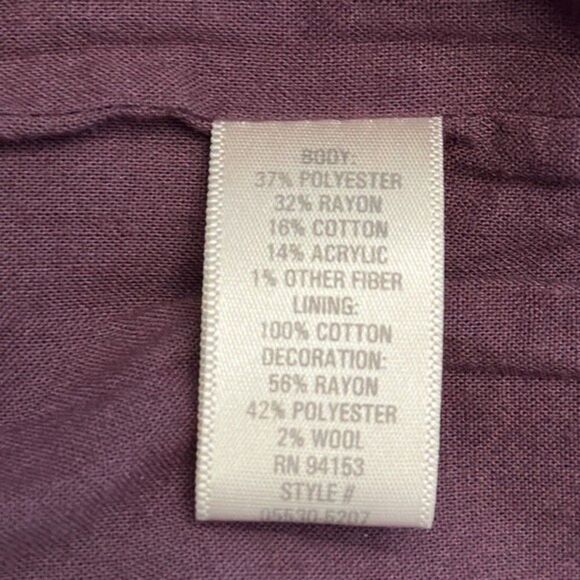 BODY:
37% POLYESTER
32% RAYON
16% COTTON
14% ACRYLIC
1% OTHER FIBER
LINING:
100% COTTON
DECORATION:
56% RAYON
42% POLYESTER
2% WOOL
RN 94153
STYLE #